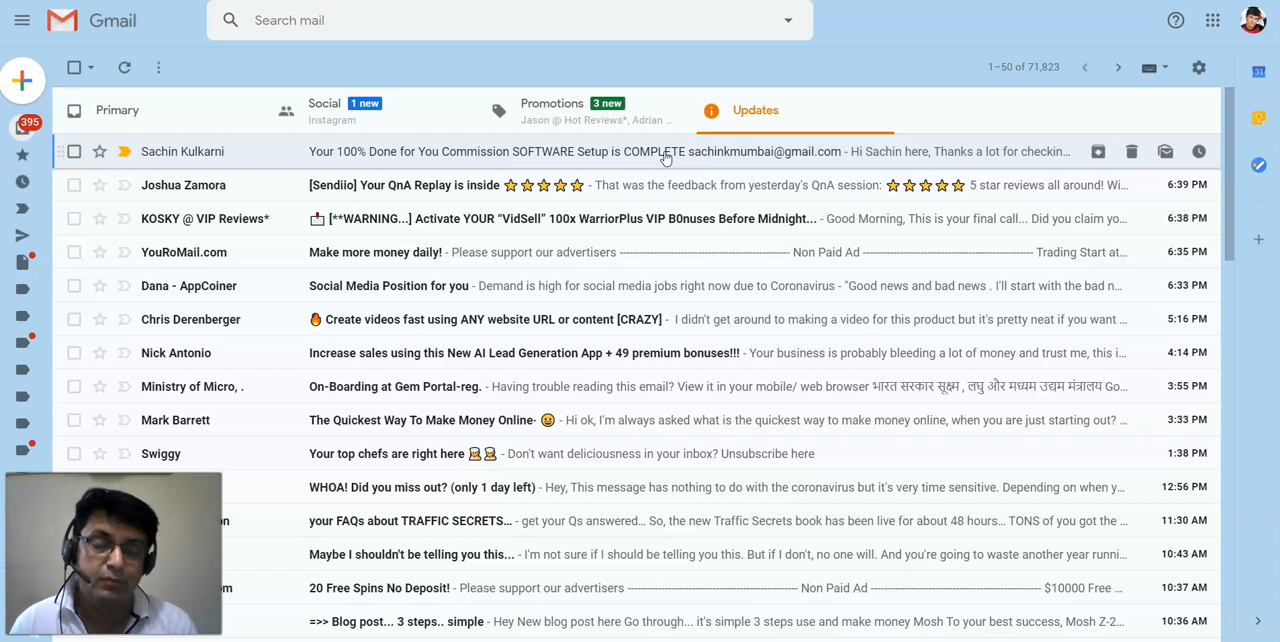 Gmail
Search mail
1–50 of 71,823
31
Primary
Social 1 new
Instagram
Promotions 3 new
Jason @ Hot Reviews*, Adrian ...
Updates
395
Sachin Kulkarni Your 100% Done for You Commission SOFTWARE Setup is COMPLETE sachinkmumbai@gmail.com - Hi Sachin here, Thanks a lot for checkin...
Joshua Zamora [Sendiio] Your QnA Replay is inside ⭐⭐⭐⭐⭐ - That was the feedback from yesterday's QnA session: ⭐⭐⭐⭐⭐ 5 star reviews all around! Wi... 6:39 PM
KOSKY @ VIP Reviews* 📩 [**WARNING...] Activate YOUR “VidSell” 100x WarriorPlus VIP B0nuses Before Midnight... - Good Morning, This is your final call... Did you claim yo... 6:38 PM
YouRoMail.com Make more money daily! - Please support our advertisers ---------------------------------------------------- Non Paid Ad ---------------------------------------------------- Trading Start at... 6:35 PM
Dana - AppCoiner Social Media Position for you - Demand is high for social media jobs right now due to Coronavirus - "Good news and bad news . I'll start with the bad n... 6:33 PM
Chris Derenberger 🔥 Create videos fast using ANY website URL or content [CRAZY] - I didn't get around to making a video for this product but it's pretty neat if you want ... 5:16 PM
Nick Antonio Increase sales using this New AI Lead Generation App + 49 premium bonuses!!! - Your business is probably bleeding a lot of money and trust me, this i... 4:14 PM
Ministry of Micro, . On-Boarding at Gem Portal-reg. - Having trouble reading this email? View it in your mobile/ web browser भारत सरकार सूक्ष्म , लघु और मध्यम उद्यम मंत्रालय Go... 3:55 PM
Mark Barrett The Quickest Way To Make Money Online· 😀 - Hi ok, I'm always asked what is the quickest way to make money online, when you are just starting out? ... 3:33 PM
Swiggy Your top chefs are right here 👩‍🍳👩‍🍳 - Don't want deliciousness in your inbox? Unsubscribe here 1:38 PM
WHOA! Did you miss out? (only 1 day left) - Hey, This message has nothing to do with the coronavirus but it's very time sensitive. Depending on when y... 12:56 PM
on your FAQs about TRAFFIC SECRETS... - get your Qs answered... So, the new Traffic Secrets book has been live for about 48 hours... TONS of you got the ... 11:30 AM
Maybe I shouldn't be telling you this... - I'm not sure if I should be telling you this. But if I don't, no one will. And you're going to waste another year runni... 10:43 AM
om 20 Free Spins No Deposit! - Please support our advertisers ---------------------------------------------------- Non Paid Ad ---------------------------------------------------- $10000 Free ... 10:37 AM
=>> Blog post... 3 steps.. simple - Hey New blog post here Go through... it's simple 3 steps use and make money Mosh To your best success, Mosh Z-2... 10:36 AM